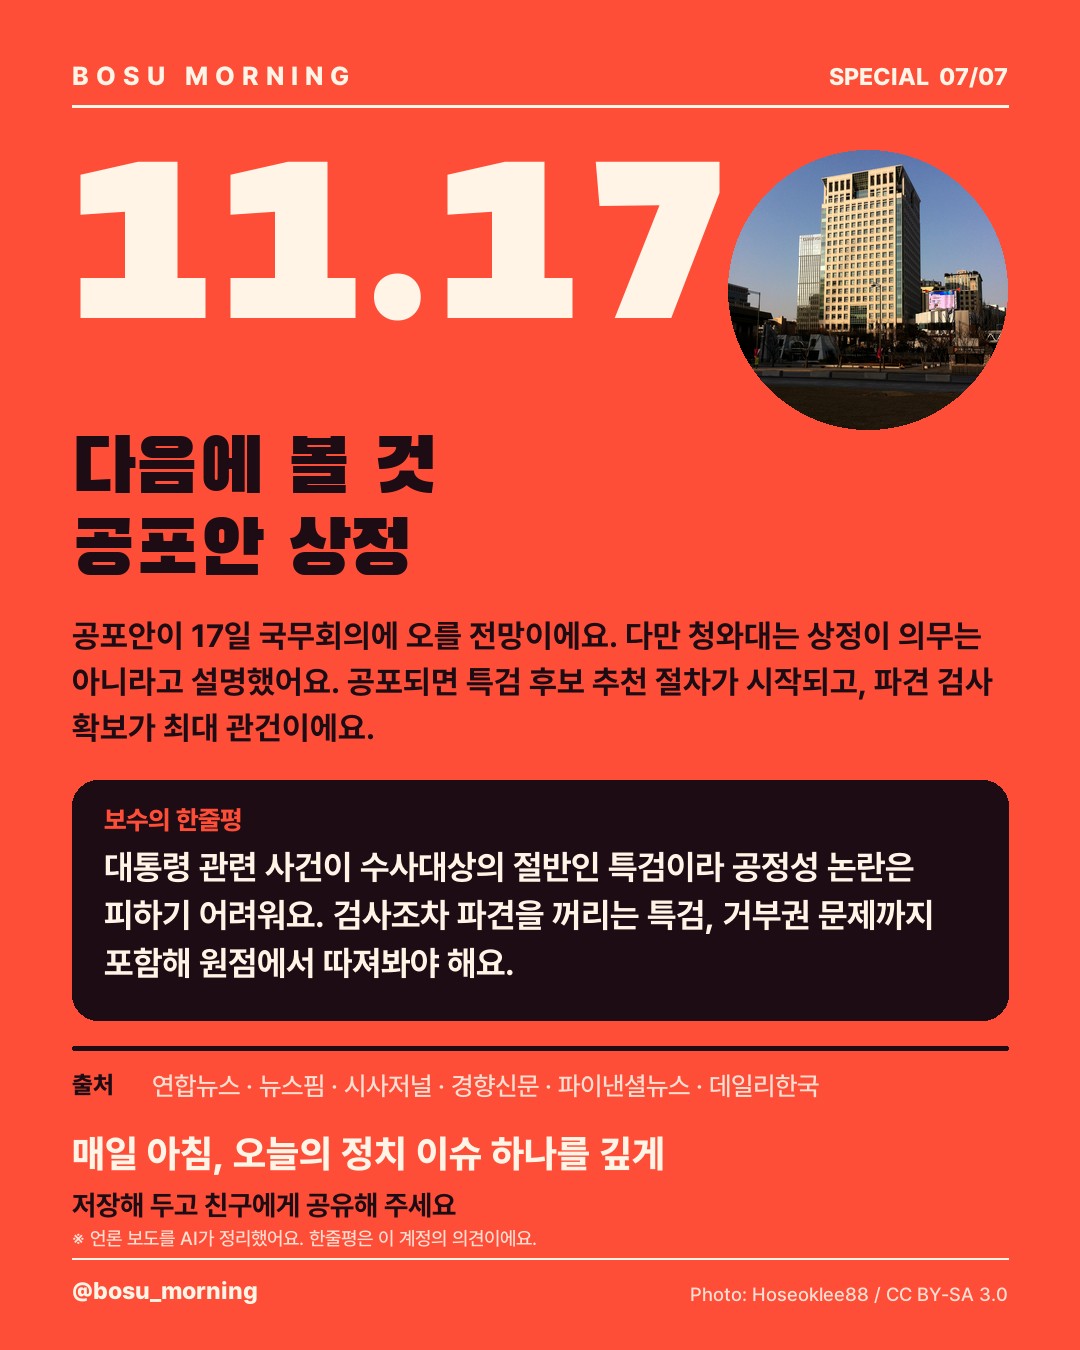 BOSU MORNING
SPECIAL 07/07
11.17
다음에 볼 것
공포안 상정
공포안이 17일 국무회의에 오를 전망이에요. 다만 청와대는 상정이 의무는
아니라고 설명했어요. 공포되면 특검 후보 추천 절차가 시작되고, 파견 검사
확보가 최대 관건이에요.
보수의 한줄평
대통령 관련 사건이 수사대상의 절반인 특검이라 공정성 논란은
피하기 어려워요. 검사조차 파견을 꺼리는 특검, 거부권 문제까지
포함해 원점에서 따져봐야 해요.
출처 연합뉴스 · 뉴스핌 · 시사저널 · 경향신문 · 파이낸셜뉴스 · 데일리한국
매일 아침, 오늘의 정치 이슈 하나를 깊게
저장해 두고 친구에게 공유해 주세요
※ 언론 보도를 AI가 정리했어요. 한줄평은 이 계정의 의견이에요.
@bosu_morning
Photo: Hoseoklee88 / CC BY-SA 3.0